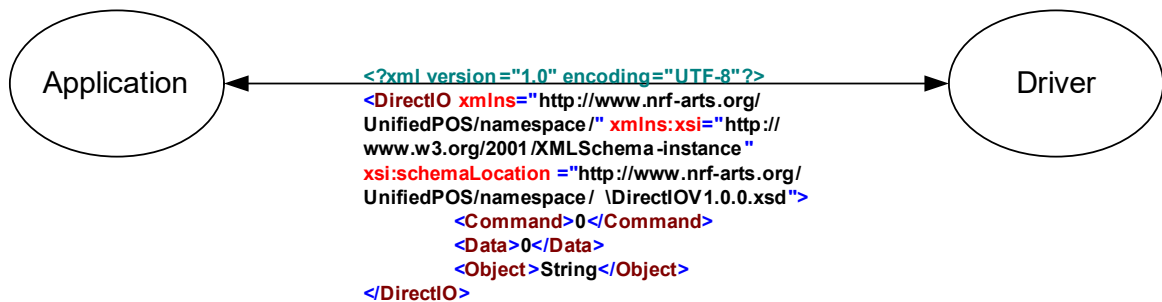 Application
<?xml version="1.0" encoding="UTF-8"?>
<DirectIO xmlns="http://www.nrf-arts.org/
UnifiedPOS/namespace/" xmlns:xsi="http://
www.w3.org/2001/XMLSchema-instance"
xsi:schemaLocation ="http://www.nrf-arts.org/
UnifiedPOS/namespace/ \DirectIOV1.0.0.xsd">
<Command>0</Command>
<Data>0</Data>
<Object>String</Object>
</DirectIO>
Driver